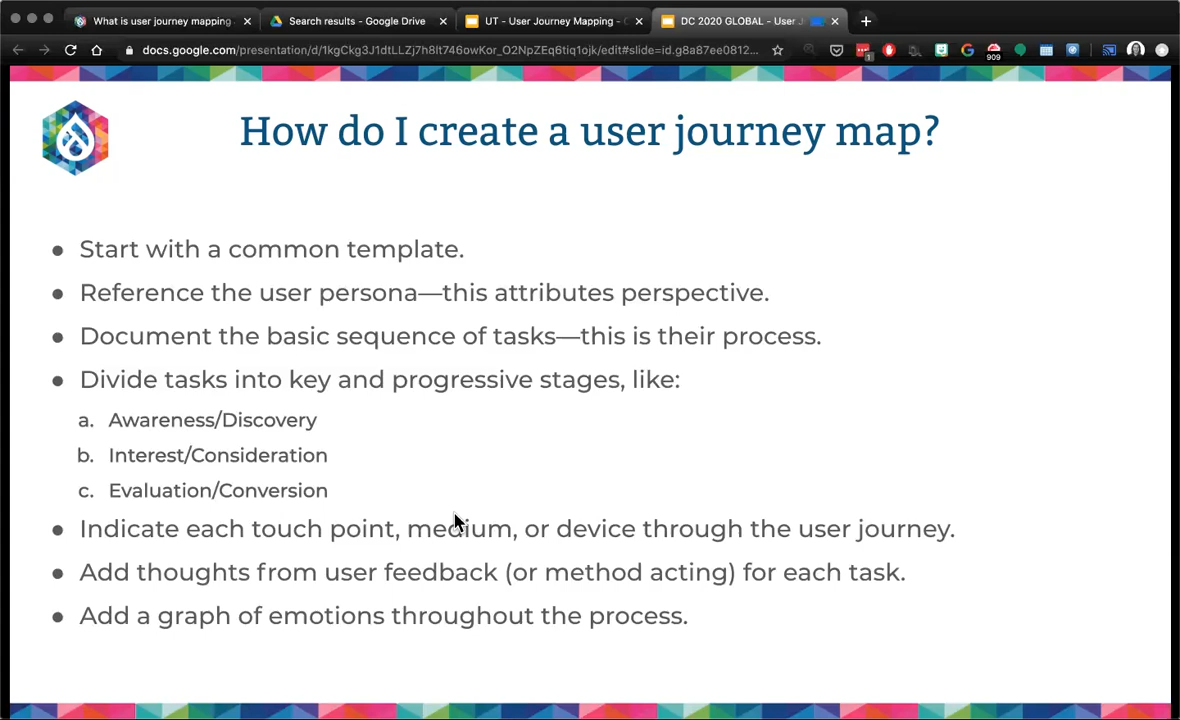 What is user journey mapping
Search results - Google Drive
UT - User Journey Mapping -
DC 2020 GLOBAL - User
docs.google.com/presentation/d/1kgCkg3J1dtLLZj7h8lt746owKor_O2NpZEq6tiq1ojk/edit#slide=id.g8a87ee0812...
1
909
How do I create a user journey map?
● Start with a common template.
● Reference the user persona—this attributes perspective.
● Document the basic sequence of tasks—this is their process.
● Divide tasks into key and progressive stages, like:
a. Awareness/Discovery
b. Interest/Consideration
c. Evaluation/Conversion
● Indicate each touch point, medium, or device through the user journey.
● Add thoughts from user feedback (or method acting) for each task.
● Add a graph of emotions throughout the process.